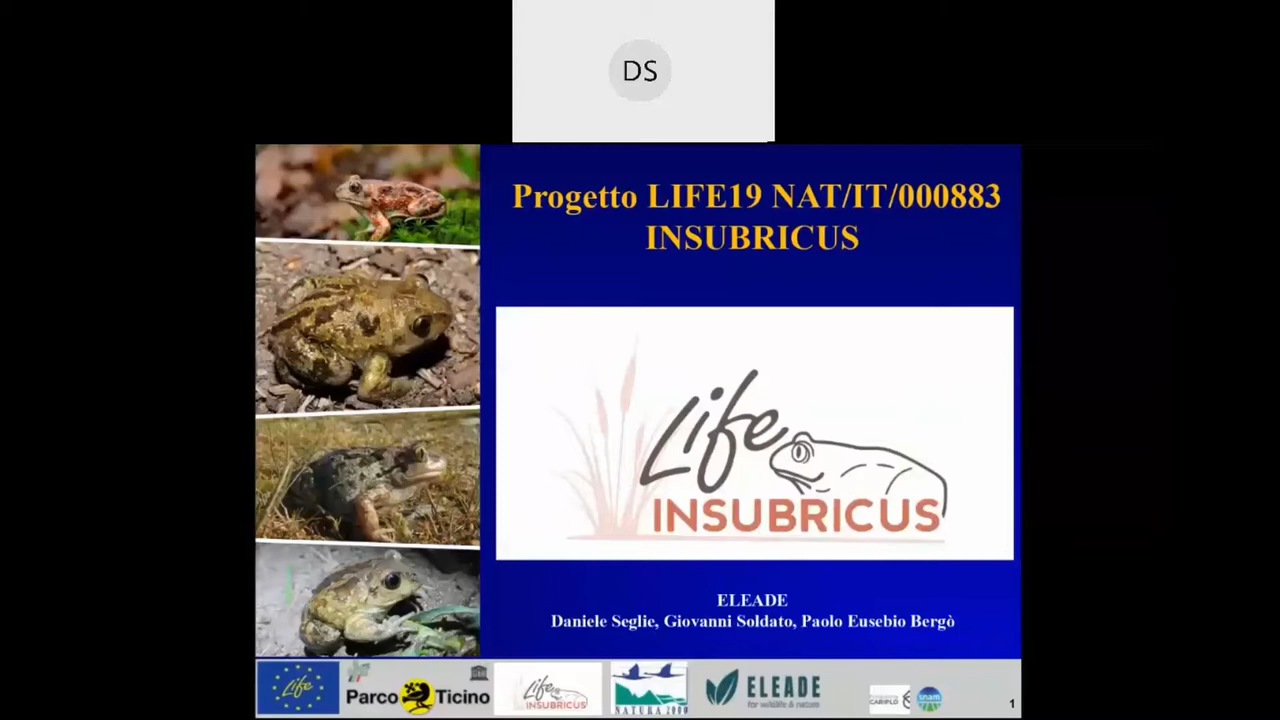 DS
Progetto LIFE19 NAT/IT/000883
INSUBRICUS
Life
INSUBRICUS
ELEADE
Daniele Seglie, Giovanni Soldato, Paolo Eusebio Bergò
Life
Parco Ticino
Life
INSUBRICUS
NATURA 2000
ELEADE
for wildlife & nature
CARIPLO
snam
1